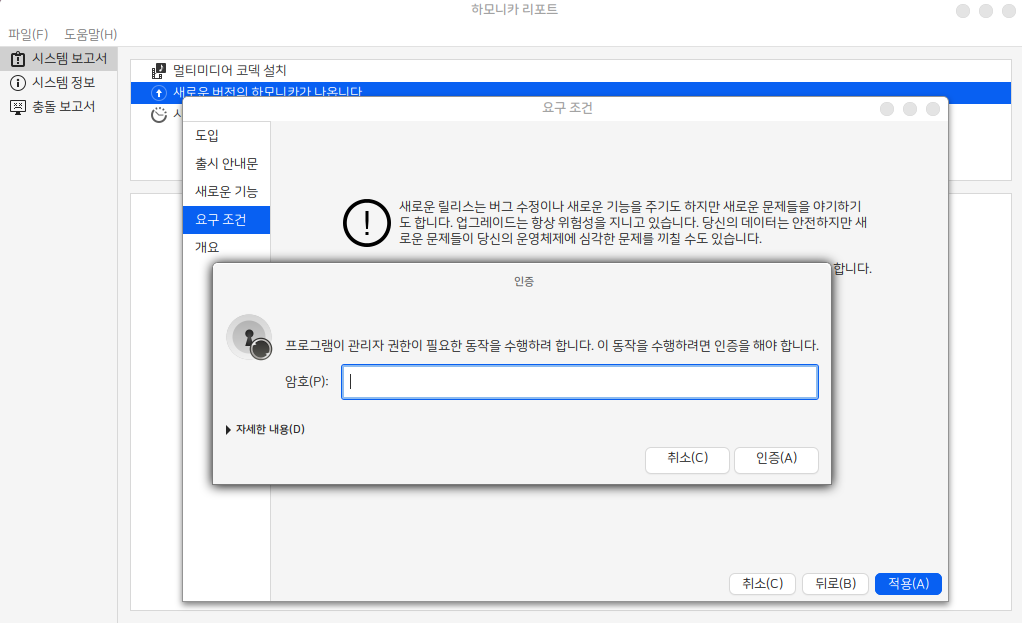 하모니카 리포트
파일(F) 도움말(H)
시스템 보고서
시스템 정보
충돌 보고서
멀티미디어 코덱 설치
새로운 버전의 하모니카가 나옵니다
요구 조건
도입
출시 안내문
새로운 기능
요구 조건
개요
새로운 릴리스는 버그 수정이나 새로운 기능을 주기도 하지만 새로운 문제들을 야기하기
도 합니다. 업그레이드는 항상 위험성을 지니고 있습니다. 당신의 데이터는 안전하지만 새
로운 문제들이 당신의 운영체제에 심각한 문제를 끼칠 수도 있습니다.
합니다.
인증
프로그램이 관리자 권한이 필요한 동작을 수행하려 합니다. 이 동작을 수행하려면 인증을 해야 합니다.
암호(P):
자세한 내용(D)
취소(C) 인증(A)
취소(C) 뒤로(B) 적용(A)